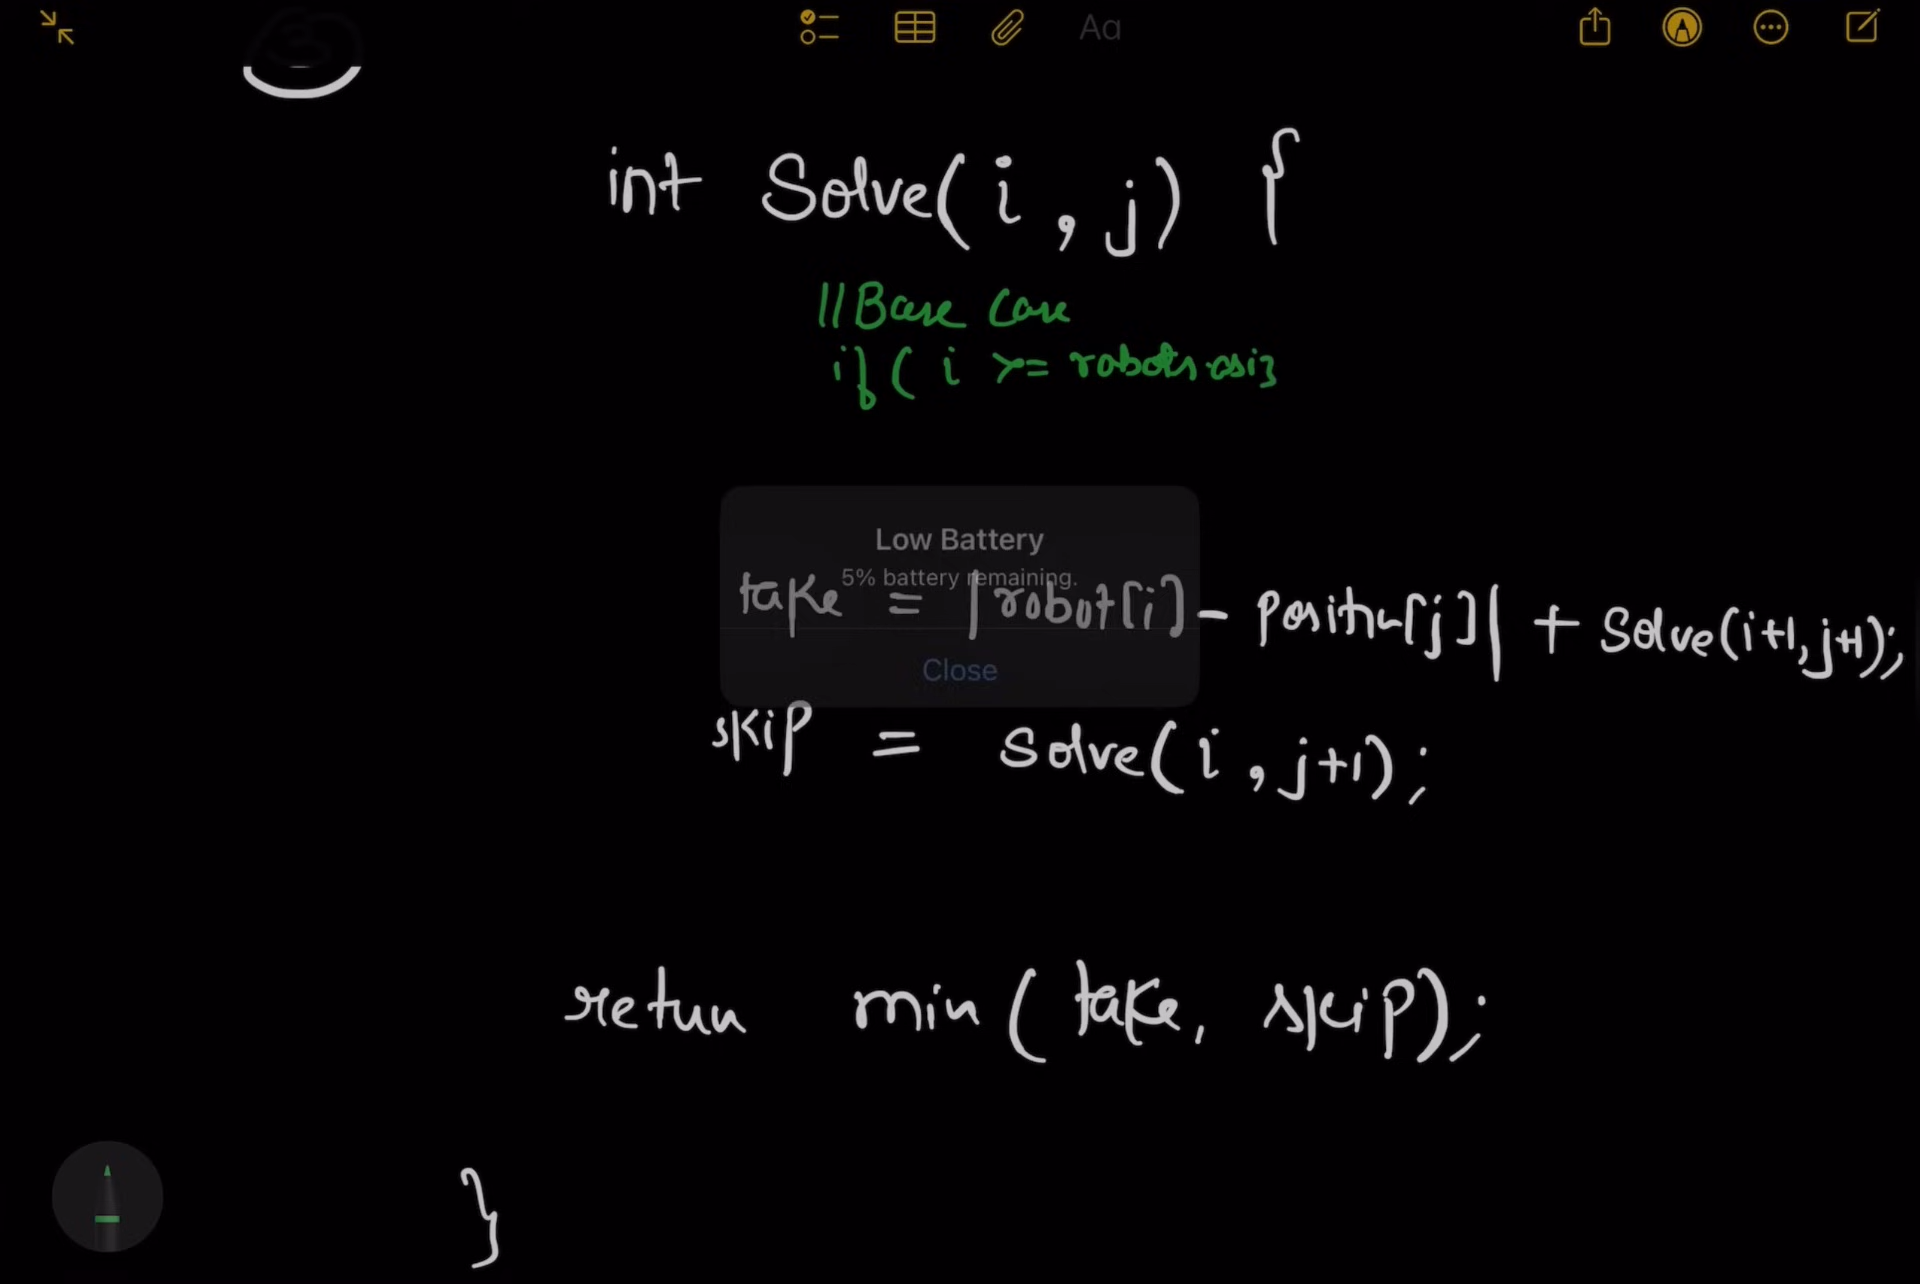 Aa
int Solve(i, j) {
//Base Case
if( i >= robots.siz
Low Battery
5% battery remaining.
take = |robot[i] - position[j]| + Solve(i+1, j+1);
Close
skip = Solve(i, j+1);
return min(take, skip);
}